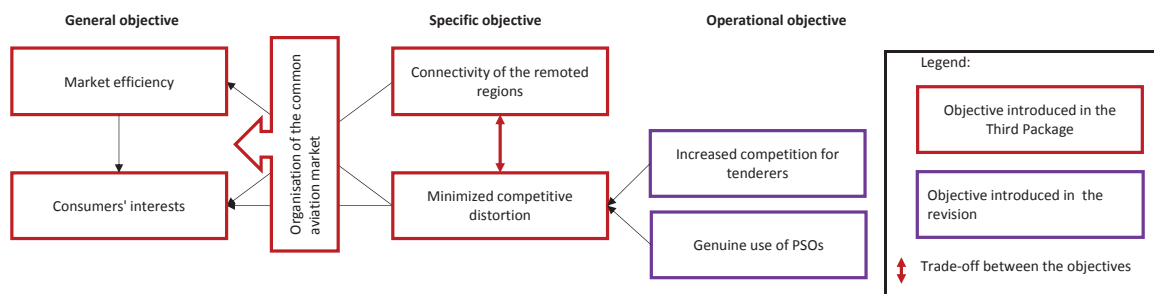 General objective
Specific objective
Operational objective
Market efficiency
Consumers' interests
Organisation of the common
aviation market
Connectivity of the remoted
regions
Minimized competitive
distortion
Increased competition for
tenderers
Genuine use of PSOs
Legend:
Objective introduced in the
Third Package
Objective introduced in the
revision
Trade-off between the objectives